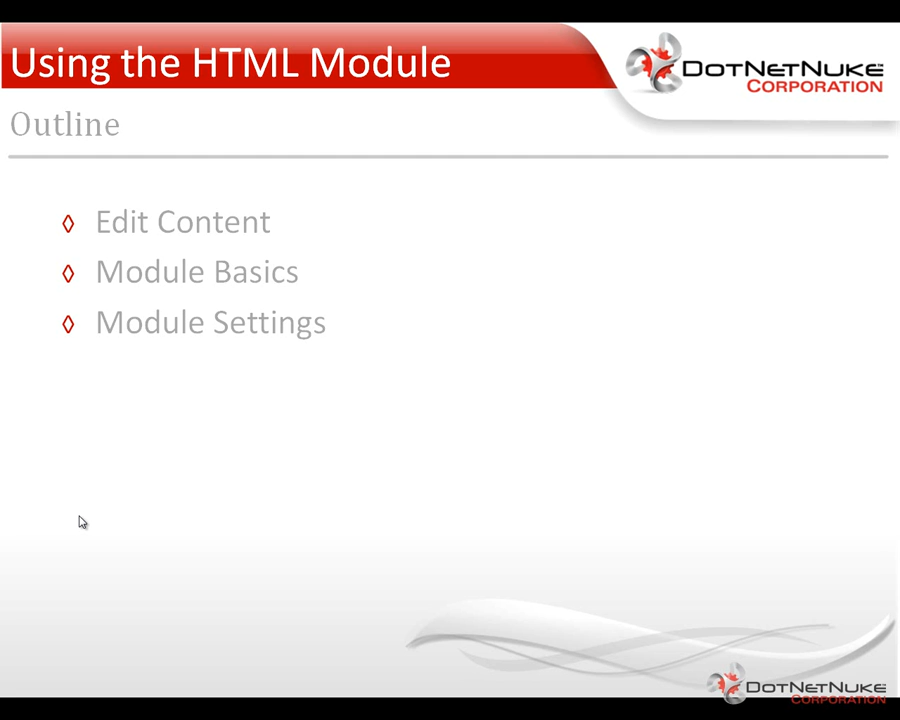 Using the HTML Module
DotNetNuke
Corporation
Outline
Edit Content
Module Basics
Module Settings
DotNetNuke
Corporation